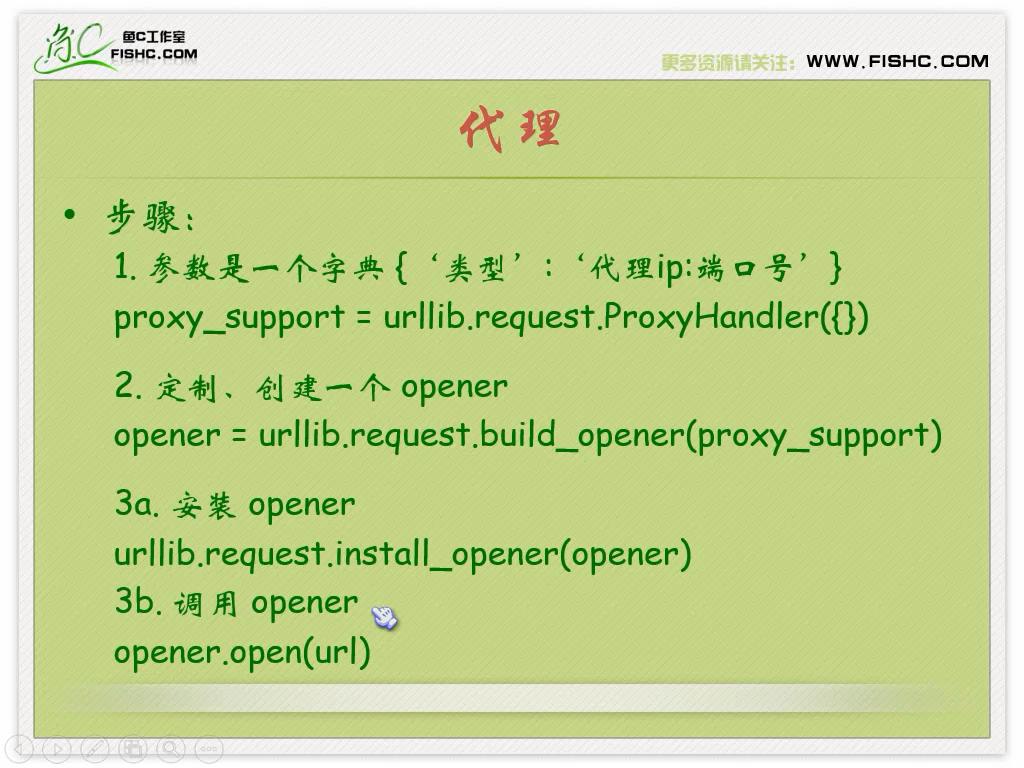 鱼C工作室
FISHC.COM
更多资源请关注：WWW.FISHC.COM
代理
• 步骤：
1. 参数是一个字典 {‘类型’:‘代理ip:端口号’}
proxy_support = urllib.request.ProxyHandler({})
2. 定制、创建一个 opener
opener = urllib.request.build_opener(proxy_support)
3a. 安装 opener
urllib.request.install_opener(opener)
3b. 调用 opener
opener.open(url)